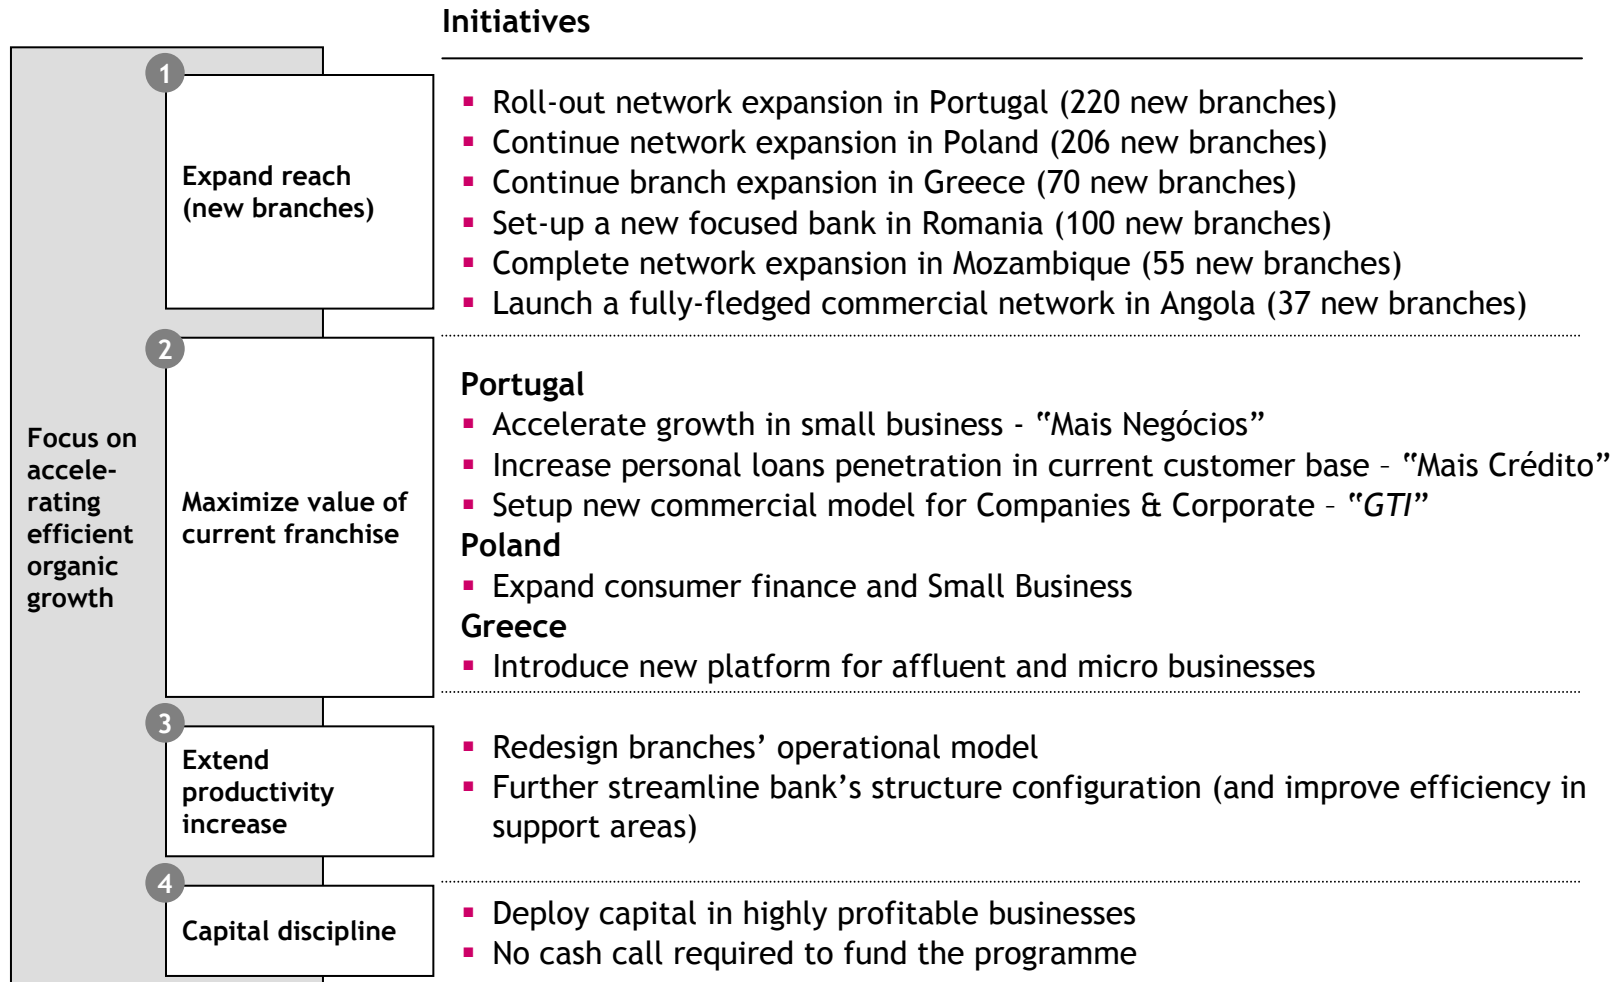 Initiatives
Focus on
accele-
rating
efficient
organic
growth
1
Expand reach
(new branches)
▪ Roll-out network expansion in Portugal (220 new branches)
▪ Continue network expansion in Poland (206 new branches)
▪ Continue branch expansion in Greece (70 new branches)
▪ Set-up a new focused bank in Romania (100 new branches)
▪ Complete network expansion in Mozambique (55 new branches)
▪ Launch a fully-fledged commercial network in Angola (37 new branches)
2
Maximize value of
current franchise
Portugal
▪ Accelerate growth in small business - “Mais Negócios”
▪ Increase personal loans penetration in current customer base – “Mais Crédito”
▪ Setup new commercial model for Companies & Corporate – “GTI”
Poland
▪ Expand consumer finance and Small Business
Greece
▪ Introduce new platform for affluent and micro businesses
3
Extend
productivity
increase
▪ Redesign branches’ operational model
▪ Further streamline bank’s structure configuration (and improve efficiency in
support areas)
4
Capital discipline
▪ Deploy capital in highly profitable businesses
▪ No cash call required to fund the programme